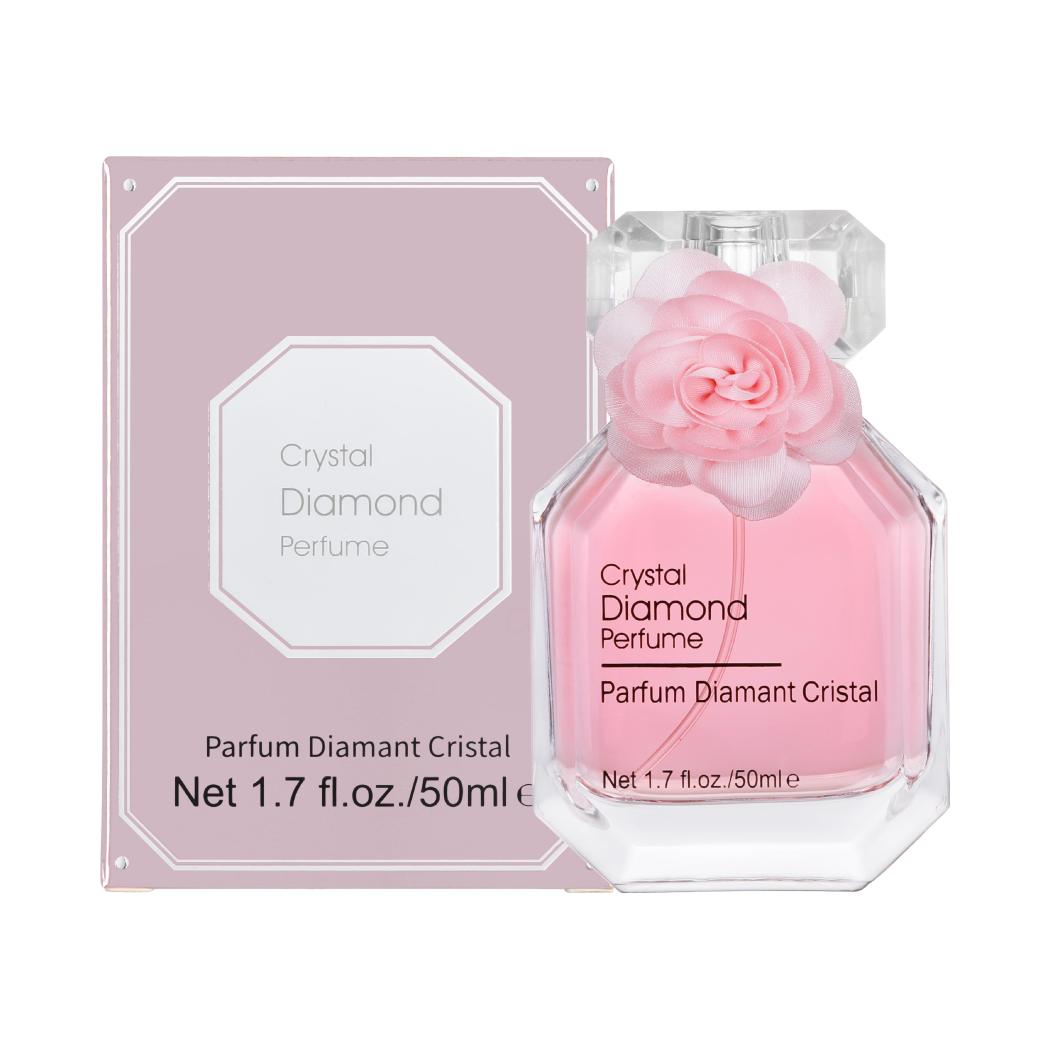 Crystal
Diamond
Perfume
Parfum Diamant Cristal
Net 1.7 fl.oz./50ml ℮
Crystal
Diamond
Perfume
Parfum Diamant Cristal
Net 1.7 fl.oz./50ml ℮